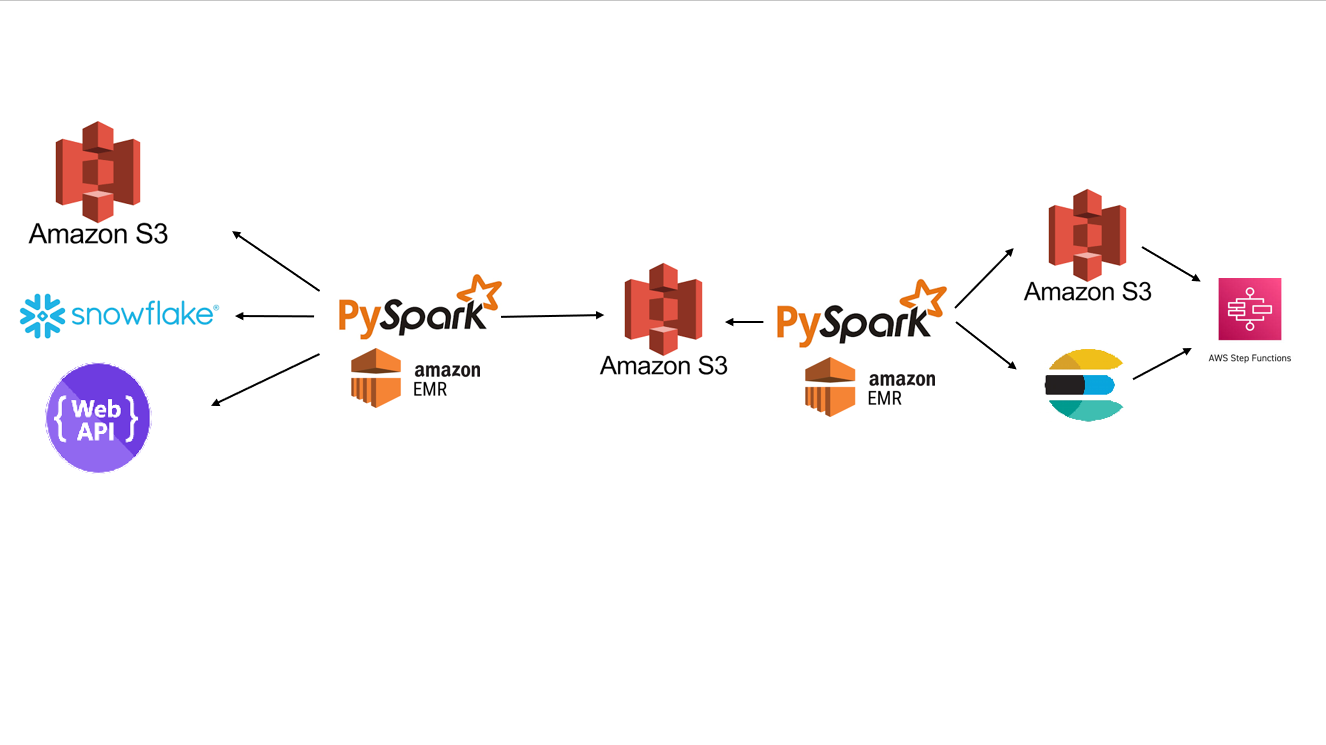 Amazon S3
snowflake®
{ Web
API }
PySpark
amazon
EMR
Amazon S3
PySpark
amazon
EMR
Amazon S3
AWS Step Functions